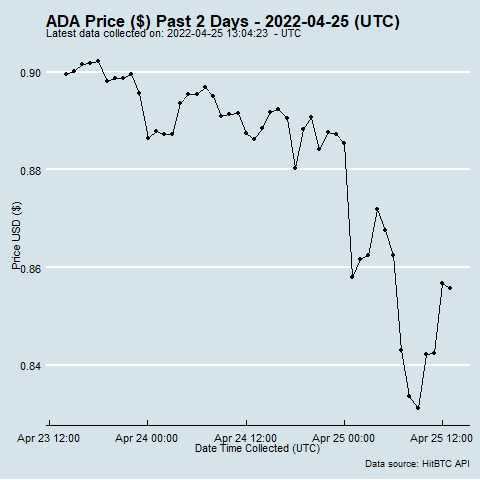 ADA Price ($) Past 2 Days - 2022-04-25 (UTC)
Latest data collected on: 2022-04-25 13:04:23 - UTC
0.90
0.88
0.86
0.84
Price USD ($)
Apr 23 12:00
Apr 24 00:00
Apr 24 12:00
Apr 25 00:00
Apr 25 12:00
Date Time Collected (UTC)
Data source: HitBTC API